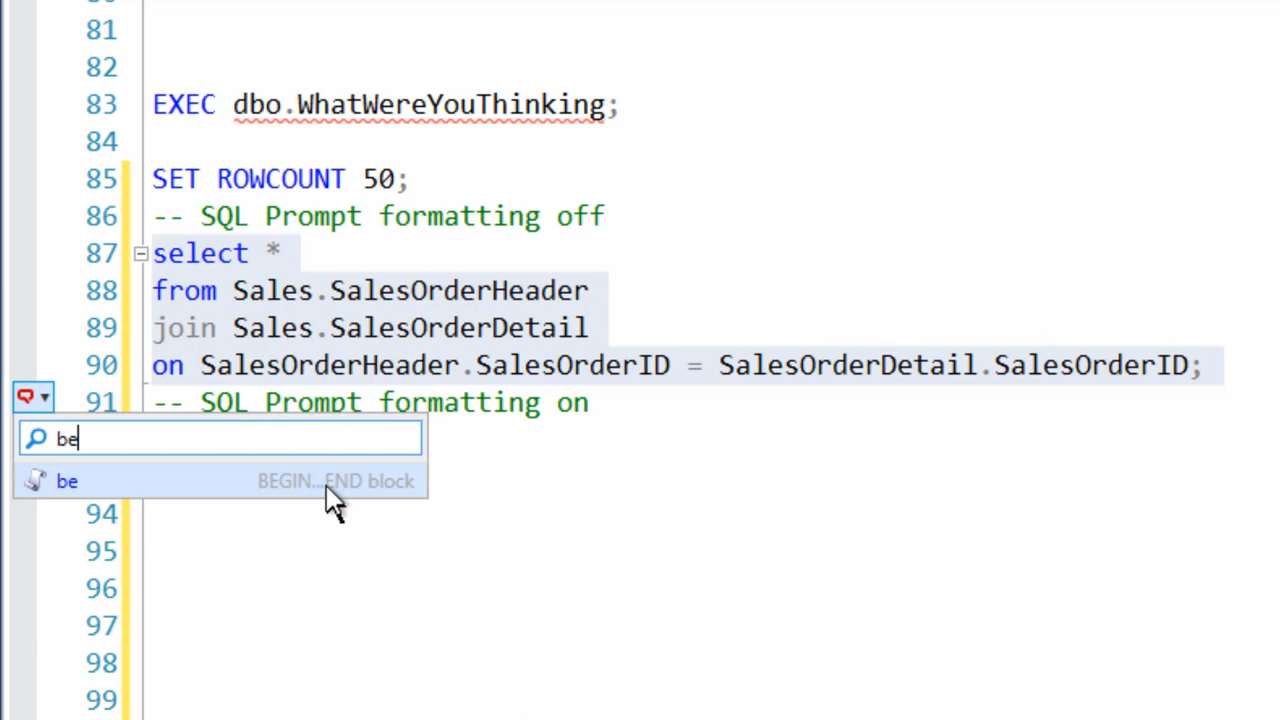 81
82
83 EXEC dbo.WhatWereYouThinking;
84
85 SET ROWCOUNT 50;
86 -- SQL Prompt formatting off
87 select *
88 from Sales.SalesOrderHeader
89 join Sales.SalesOrderDetail
90 on SalesOrderHeader.SalesOrderID = SalesOrderDetail.SalesOrderID;
91 -- SQL Prompt formatting on
be
be BEGIN...END block
94
95
96
97
98
99